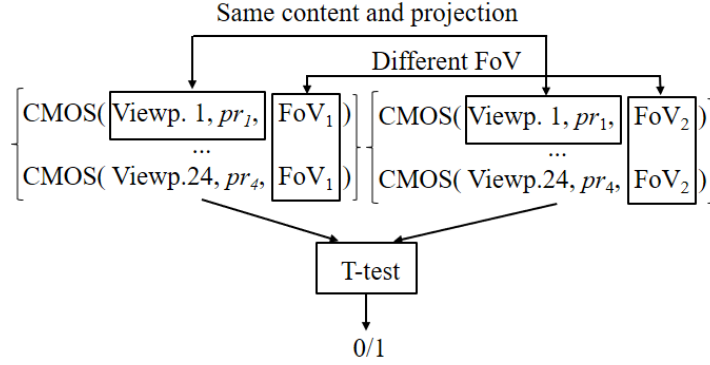 Same content and projection
Different FoV
CMOS( Viewp. 1, pr₁, FoV₁ ) CMOS( Viewp. 1, pr₁, FoV₂ )
... ...
CMOS( Viewp.24, pr₄, FoV₁ ) CMOS( Viewp.24, pr₄, FoV₂ )
T-test
0/1